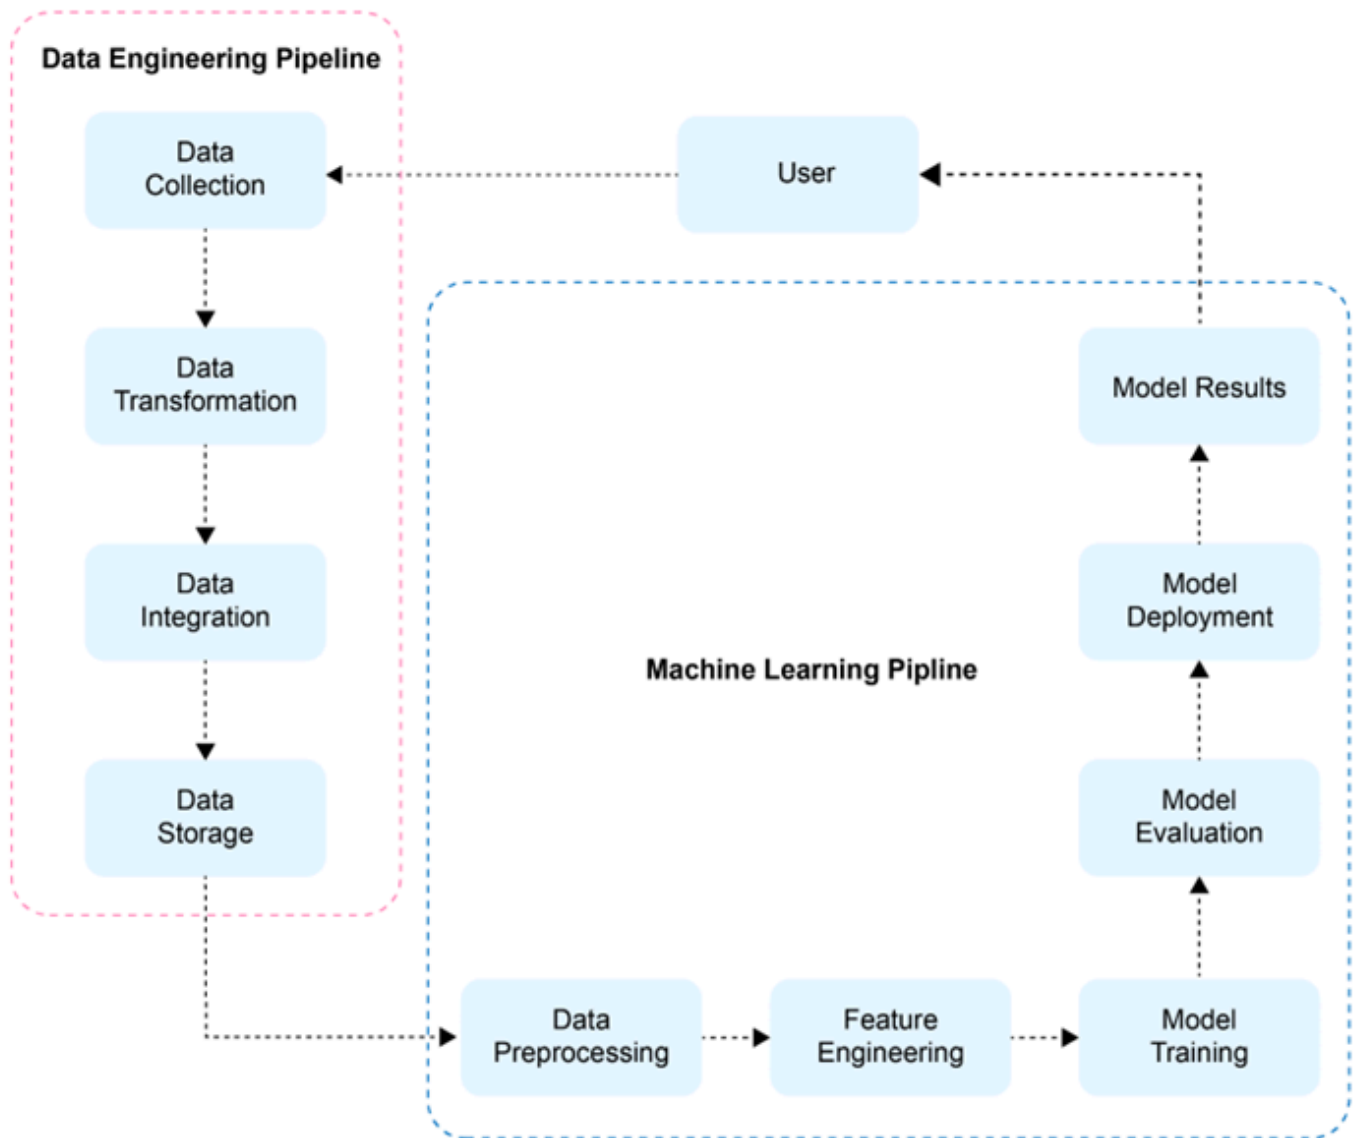 Data Engineering Pipeline
Data
Collection
User
Data
Transformation
Model Results
Data
Integration
Model
Deployment
Machine Learning Pipline
Data
Storage
Model
Evaluation
Data
Preprocessing
Feature
Engineering
Model
Training